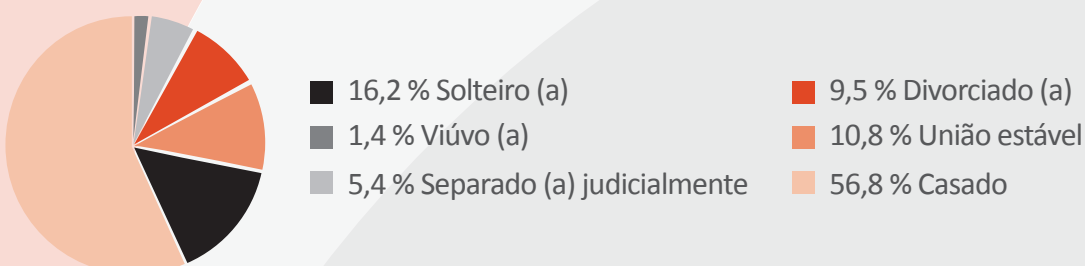 16,2 % Solteiro (a)
1,4 % Viúvo (a)
5,4 % Separado (a) judicialmente
9,5 % Divorciado (a)
10,8 % União estável
56,8 % Casado